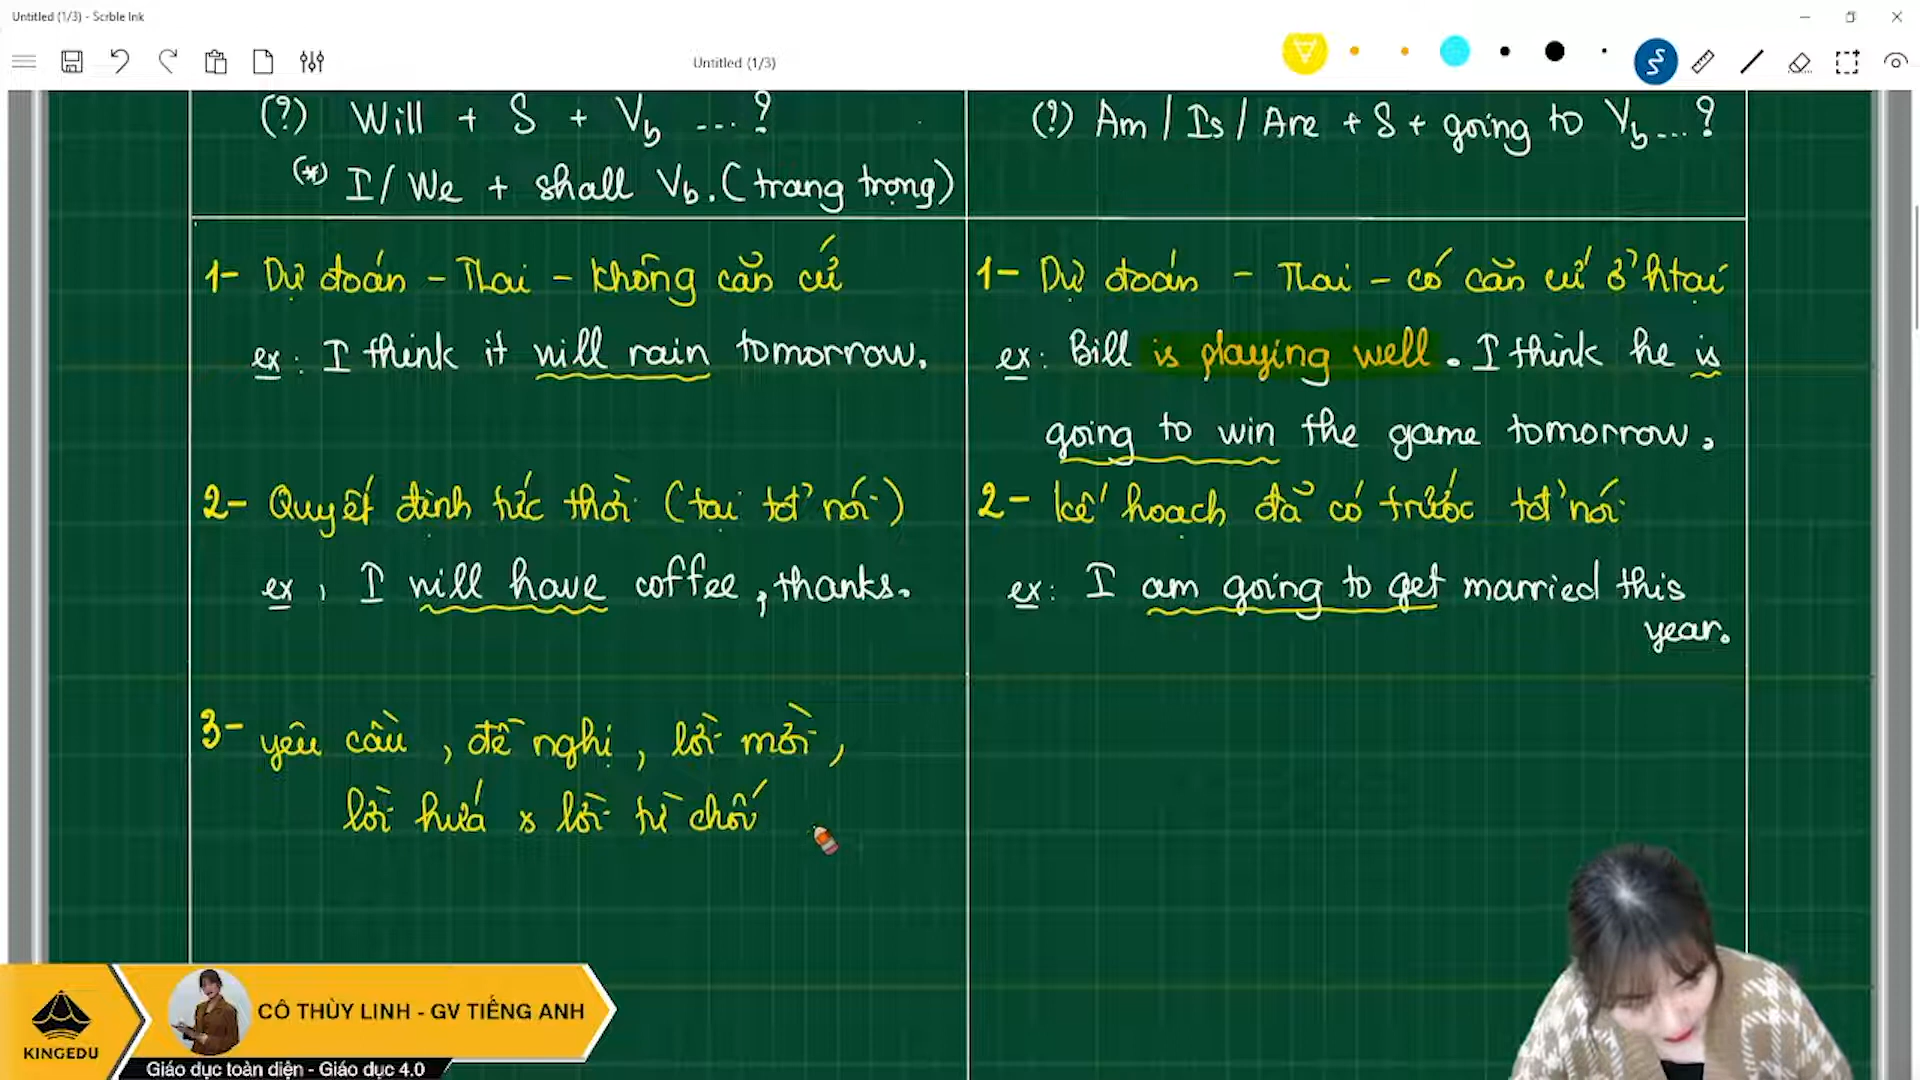 Untitled (1/3) - Scrble Ink
Untitled (1/3)
(?) Will + S + Vb ...?
(*) I/We + shall Vb. (trang trọng)
1- Dự đoán - TLai - không căn cứ
ex: I think it will rain tomorrow.
2- Quyết định tức thời (tại tđ' nói)
ex: I will have coffee, thanks.
3- yêu cầu, đề nghị, lời mời,
lời hứa & lời từ chối
(?) Am/Is/Are + S + going to Vb...?
1- Dự đoán - TLai - có căn cứ ở htại
ex: Bill is playing well. I think he is
going to win the game tomorrow.
2- kế hoạch đã có trước tđ' nói
ex: I am going to get married this
year.
KINGEDU
CÔ THÙY LINH - GV TIẾNG ANH
Giáo dục toàn diện - Giáo dục 4.0